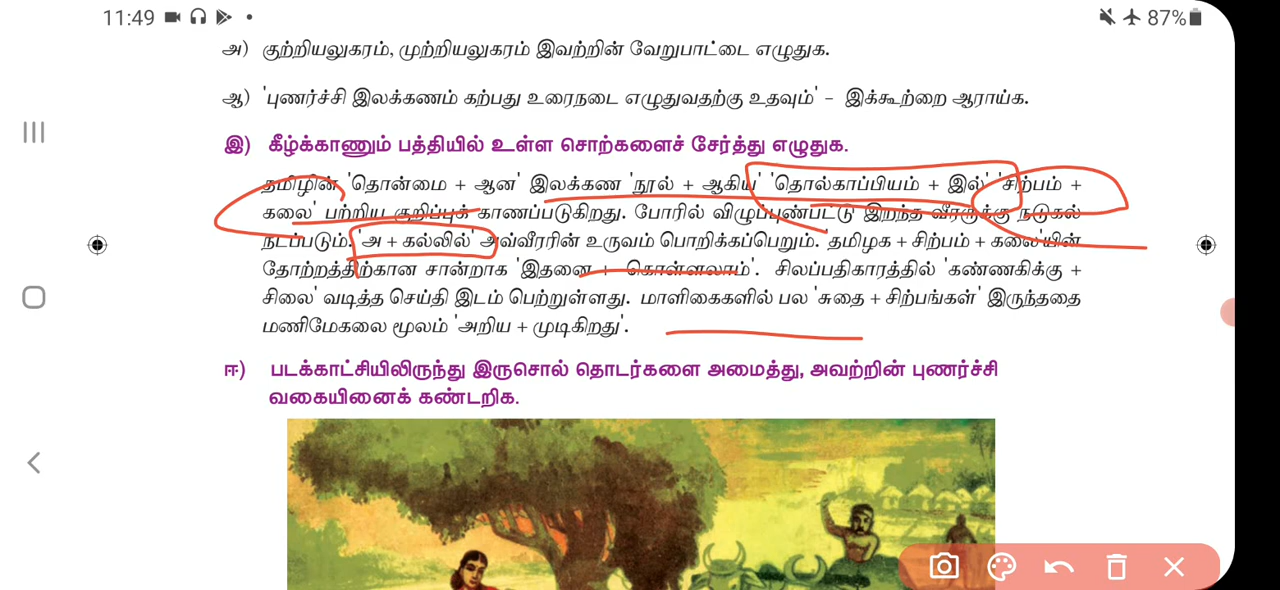 11:49
87%
அ) குற்றியலுகரம், முற்றியலுகரம் இவற்றின் வேறுபாட்டை எழுதுக.
ஆ) 'புணர்ச்சி இலக்கணம் கற்பது உரைநடை எழுதுவதற்கு உதவும்' – இக்கூற்றை ஆராய்க.
இ) கீழ்க்காணும் பத்தியில் உள்ள சொற்களைச் சேர்த்து எழுதுக.
தமிழின் 'தொன்மை + ஆன' இலக்கண 'நூல் + ஆகிய' 'தொல்காப்பியம் + இல்' 'சிற்பம் +
கலை' பற்றிய குறிப்புக் காணப்படுகிறது. போரில் விழுப்புண்பட்டு இறந்த வீரருக்கு நடுகல்
நடப்படும். 'அ + கல்லில்' அவ்வீரரின் உருவம் பொறிக்கப்பெறும். 'தமிழக + சிற்பம் + கலை'யின்
தோற்றத்திற்கான சான்றாக 'இதனை + கொள்ளலாம்'. சிலப்பதிகாரத்தில் 'கண்ணகிக்கு +
சிலை' வடித்த செய்தி இடம் பெற்றுள்ளது. மாளிகைகளில் பல 'சுதை + சிற்பங்கள்' இருந்ததை
மணிமேகலை மூலம் 'அறிய + முடிகிறது'.
ஈ) படக்காட்சியிலிருந்து இருசொல் தொடர்களை அமைத்து, அவற்றின் புணர்ச்சி
வகையினைக் கண்டறிக.